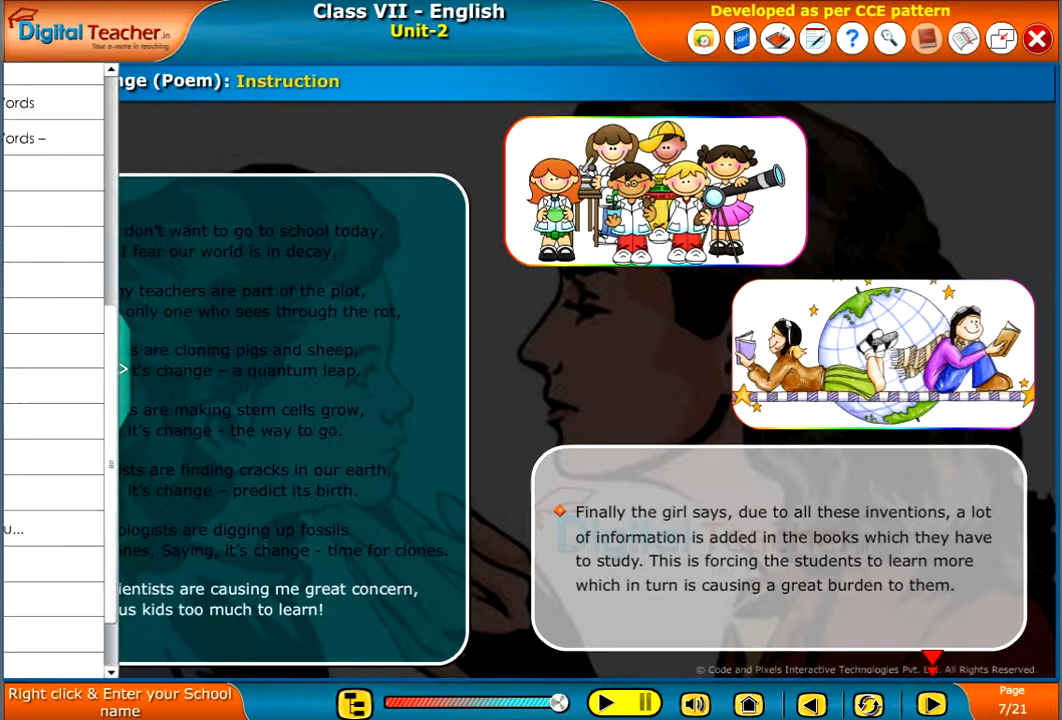 Digital Teacher.in
Your e-mate in teaching
Class VII - English
Unit-2
Developed as per CCE pattern
Ref
?
nge (Poem): Instruction
ords
ords –
u...
don't want to go to school today,
I fear our world is in decay,
ny teachers are part of the plot,
only one who sees through the rot,
s are cloning pigs and sheep,
t's change – a quantum leap.
s are making stem cells grow,
it's change - the way to go.
sts are finding cracks in our earth,
it's change – predict its birth.
ologists are digging up fossils
nes, Saying, it's change - time for clones.
ientists are causing me great concern,
us kids too much to learn!
Finally the girl says, due to all these inventions, a lot
of information is added in the books which they have
to study. This is forcing the students to learn more
which in turn is causing a great burden to them.
© Code and Pixels Interactive Technologies Pvt. All Rights Reserved.
Right click & Enter your School
name
Page
7/21